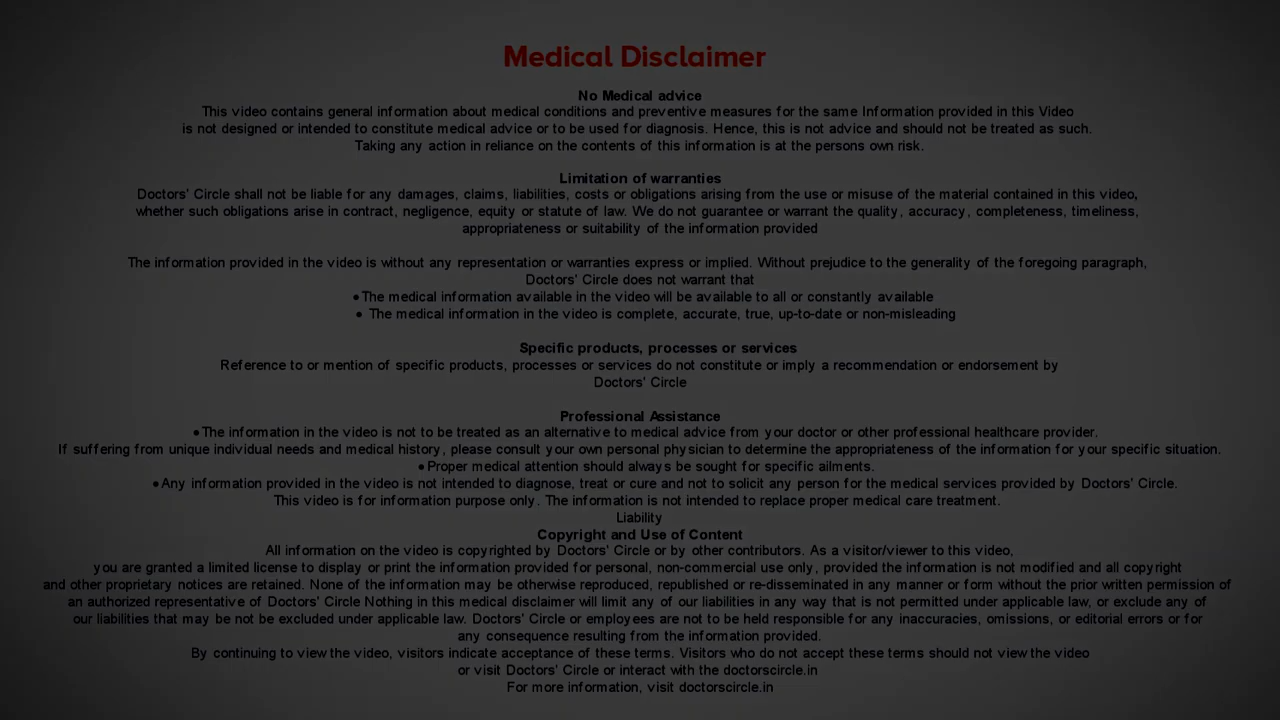 Medical Disclaimer
No Medical advice
This video contains general information about medical conditions and preventive measures for the same Information provided in this Video
is not designed or intended to constitute medical advice or to be used for diagnosis. Hence, this is not advice and should not be treated as such.
Taking any action in reliance on the contents of this information is at the persons own risk.
Limitation of warranties
Doctors' Circle shall not be liable for any damages, claims, liabilities, costs or obligations arising from the use or misuse of the material contained in this video,
whether such obligations arise in contract, negligence, equity or statute of law. We do not guarantee or warrant the quality, accuracy, completeness, timeliness,
appropriateness or suitability of the information provided
The information provided in the video is without any representation or warranties express or implied. Without prejudice to the generality of the foregoing paragraph,
Doctors' Circle does not warrant that
●The medical information available in the video will be available to all or constantly available
● The medical information in the video is complete, accurate, true, up-to-date or non-misleading
Specific products, processes or services
Reference to or mention of specific products, processes or services do not constitute or imply a recommendation or endorsement by
Doctors' Circle
Professional Assistance
●The information in the video is not to be treated as an alternative to medical advice from your doctor or other professional healthcare provider.
If suffering from unique individual needs and medical history, please consult your own personal physician to determine the appropriateness of the information for your specific situation.
●Proper medical attention should always be sought for specific ailments.
●Any information provided in the video is not intended to diagnose, treat or cure and not to solicit any person for the medical services provided by Doctors' Circle.
This video is for information purpose only. The information is not intended to replace proper medical care treatment.
Liability
Copyright and Use of Content
All information on the video is copyrighted by Doctors' Circle or by other contributors. As a visitor/viewer to this video,
you are granted a limited license to display or print the information provided for personal, non-commercial use only, provided the information is not modified and all copyright
and other proprietary notices are retained. None of the information may be otherwise reproduced, republished or re-disseminated in any manner or form without the prior written permission of
an authorized representative of Doctors' Circle Nothing in this medical disclaimer will limit any of our liabilities in any way that is not permitted under applicable law, or exclude any of
our liabilities that may be not be excluded under applicable law. Doctors' Circle or employees are not to be held responsible for any inaccuracies, omissions, or editorial errors or for
any consequence resulting from the information provided.
By continuing to view the video, visitors indicate acceptance of these terms. Visitors who do not accept these terms should not view the video
or visit Doctors' Circle or interact with the doctorscircle.in
For more information, visit doctorscircle.in